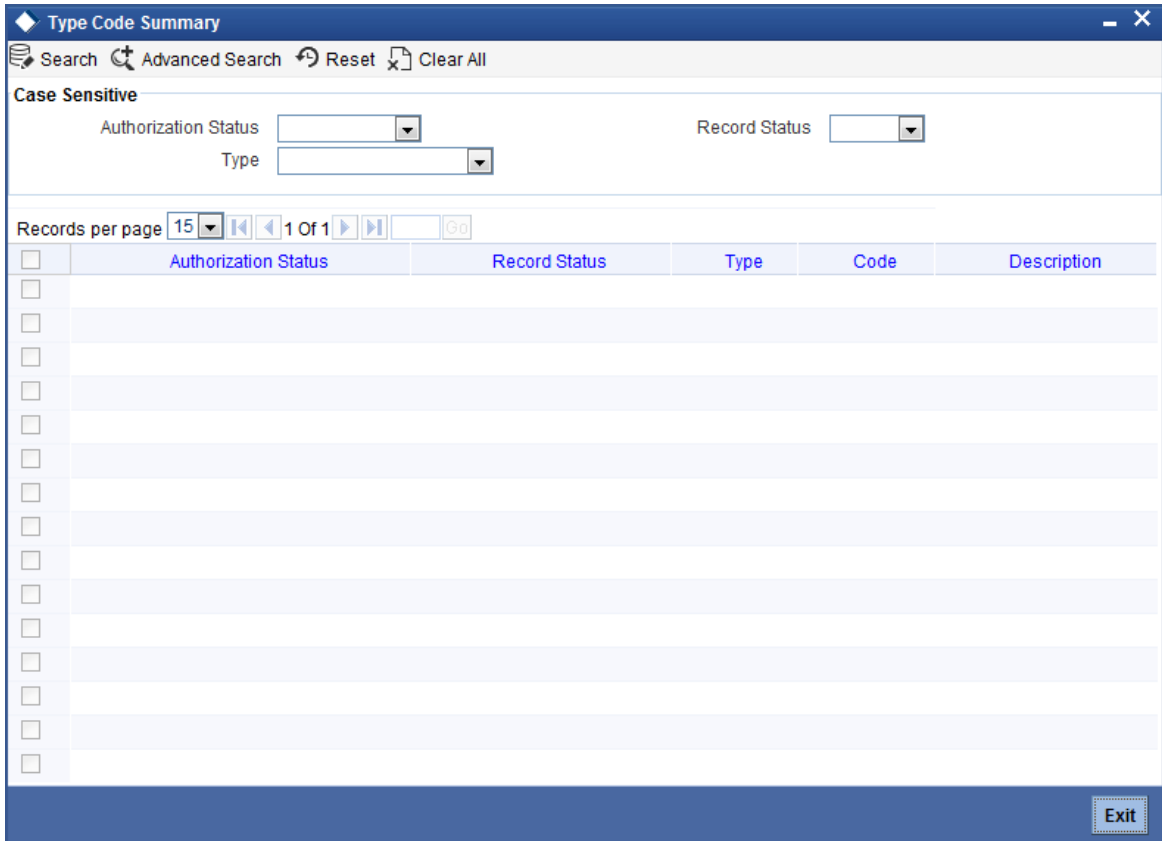 Type Code Summary
Search Advanced Search Reset Clear All
Case Sensitive
Authorization Status Record Status
Type
Records per page 15 1 Of 1 Go
Authorization Status Record Status Type Code Description
Exit